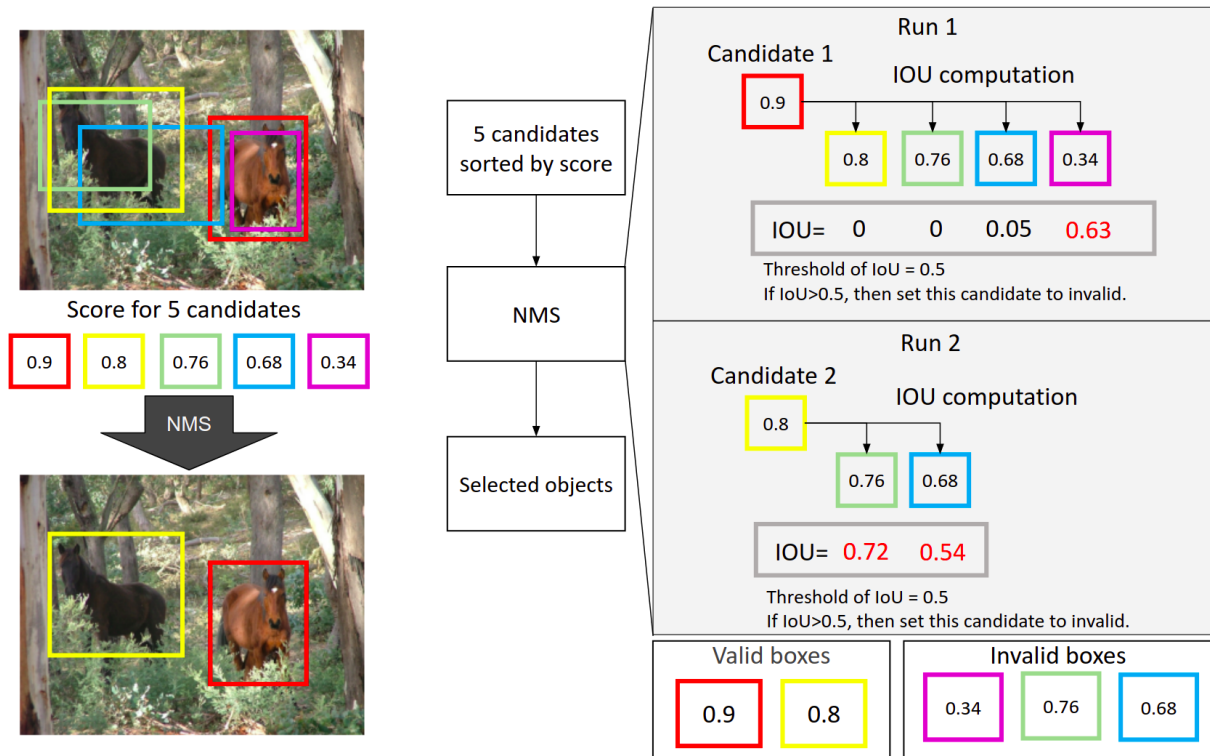 Score for 5 candidates
0.9 0.8 0.76 0.68 0.34
NMS
5 candidates
sorted by score
NMS
Selected objects
Run 1
Candidate 1
IOU computation
0.9
0.8 0.76 0.68 0.34
IOU= 0 0 0.05 0.63
Threshold of IoU = 0.5
If IoU>0.5, then set this candidate to invalid.
Run 2
Candidate 2
IOU computation
0.8
0.76 0.68
IOU= 0.72 0.54
Threshold of IoU = 0.5
If IoU>0.5, then set this candidate to invalid.
Valid boxes
0.9 0.8
Invalid boxes
0.34 0.76 0.68